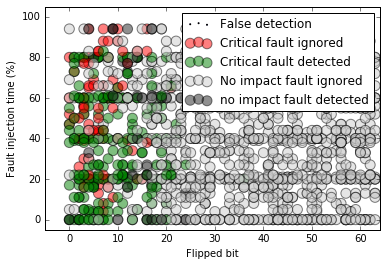 False detection
Critical fault ignored
Critical fault detected
No impact fault ignored
no impact fault detected
100
80
60
40
20
0
Fault injection time (%)
0 10 20 30 40 50 60
Flipped bit